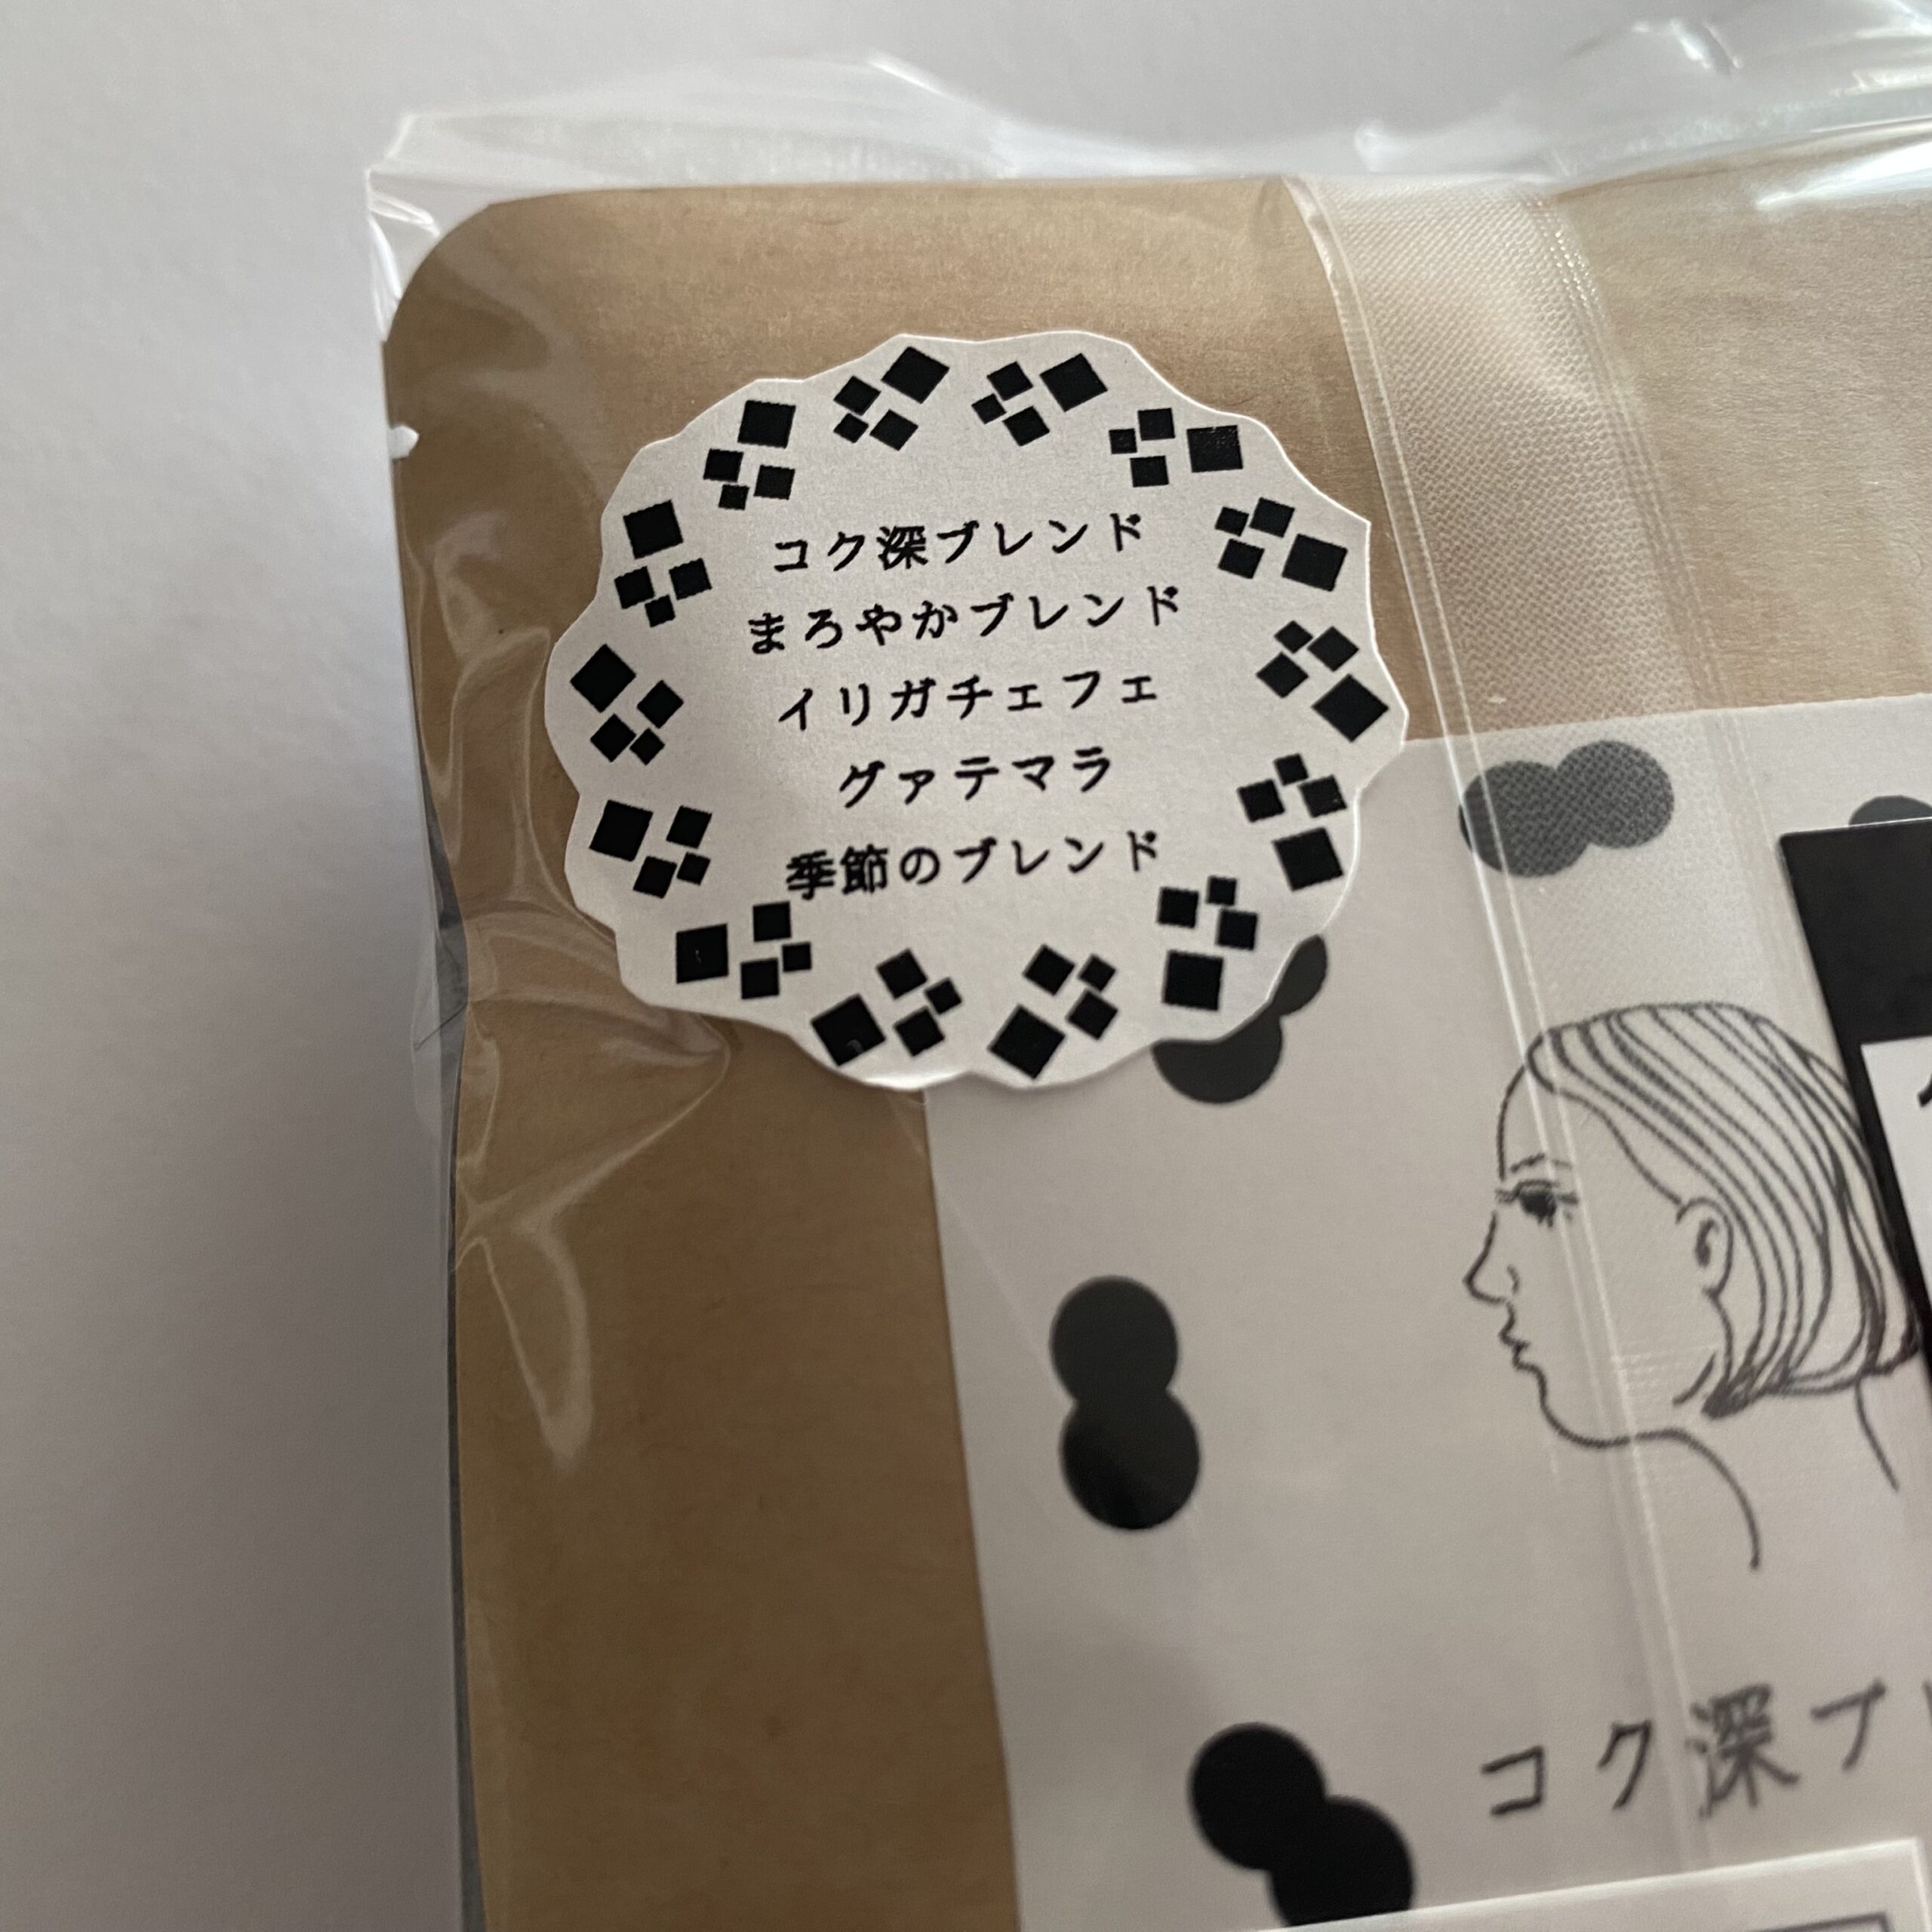 コク深ブレンド
まろやかブレンド
イリガチェフェ
グァテマラ
季節のブレンド
コク深ブ